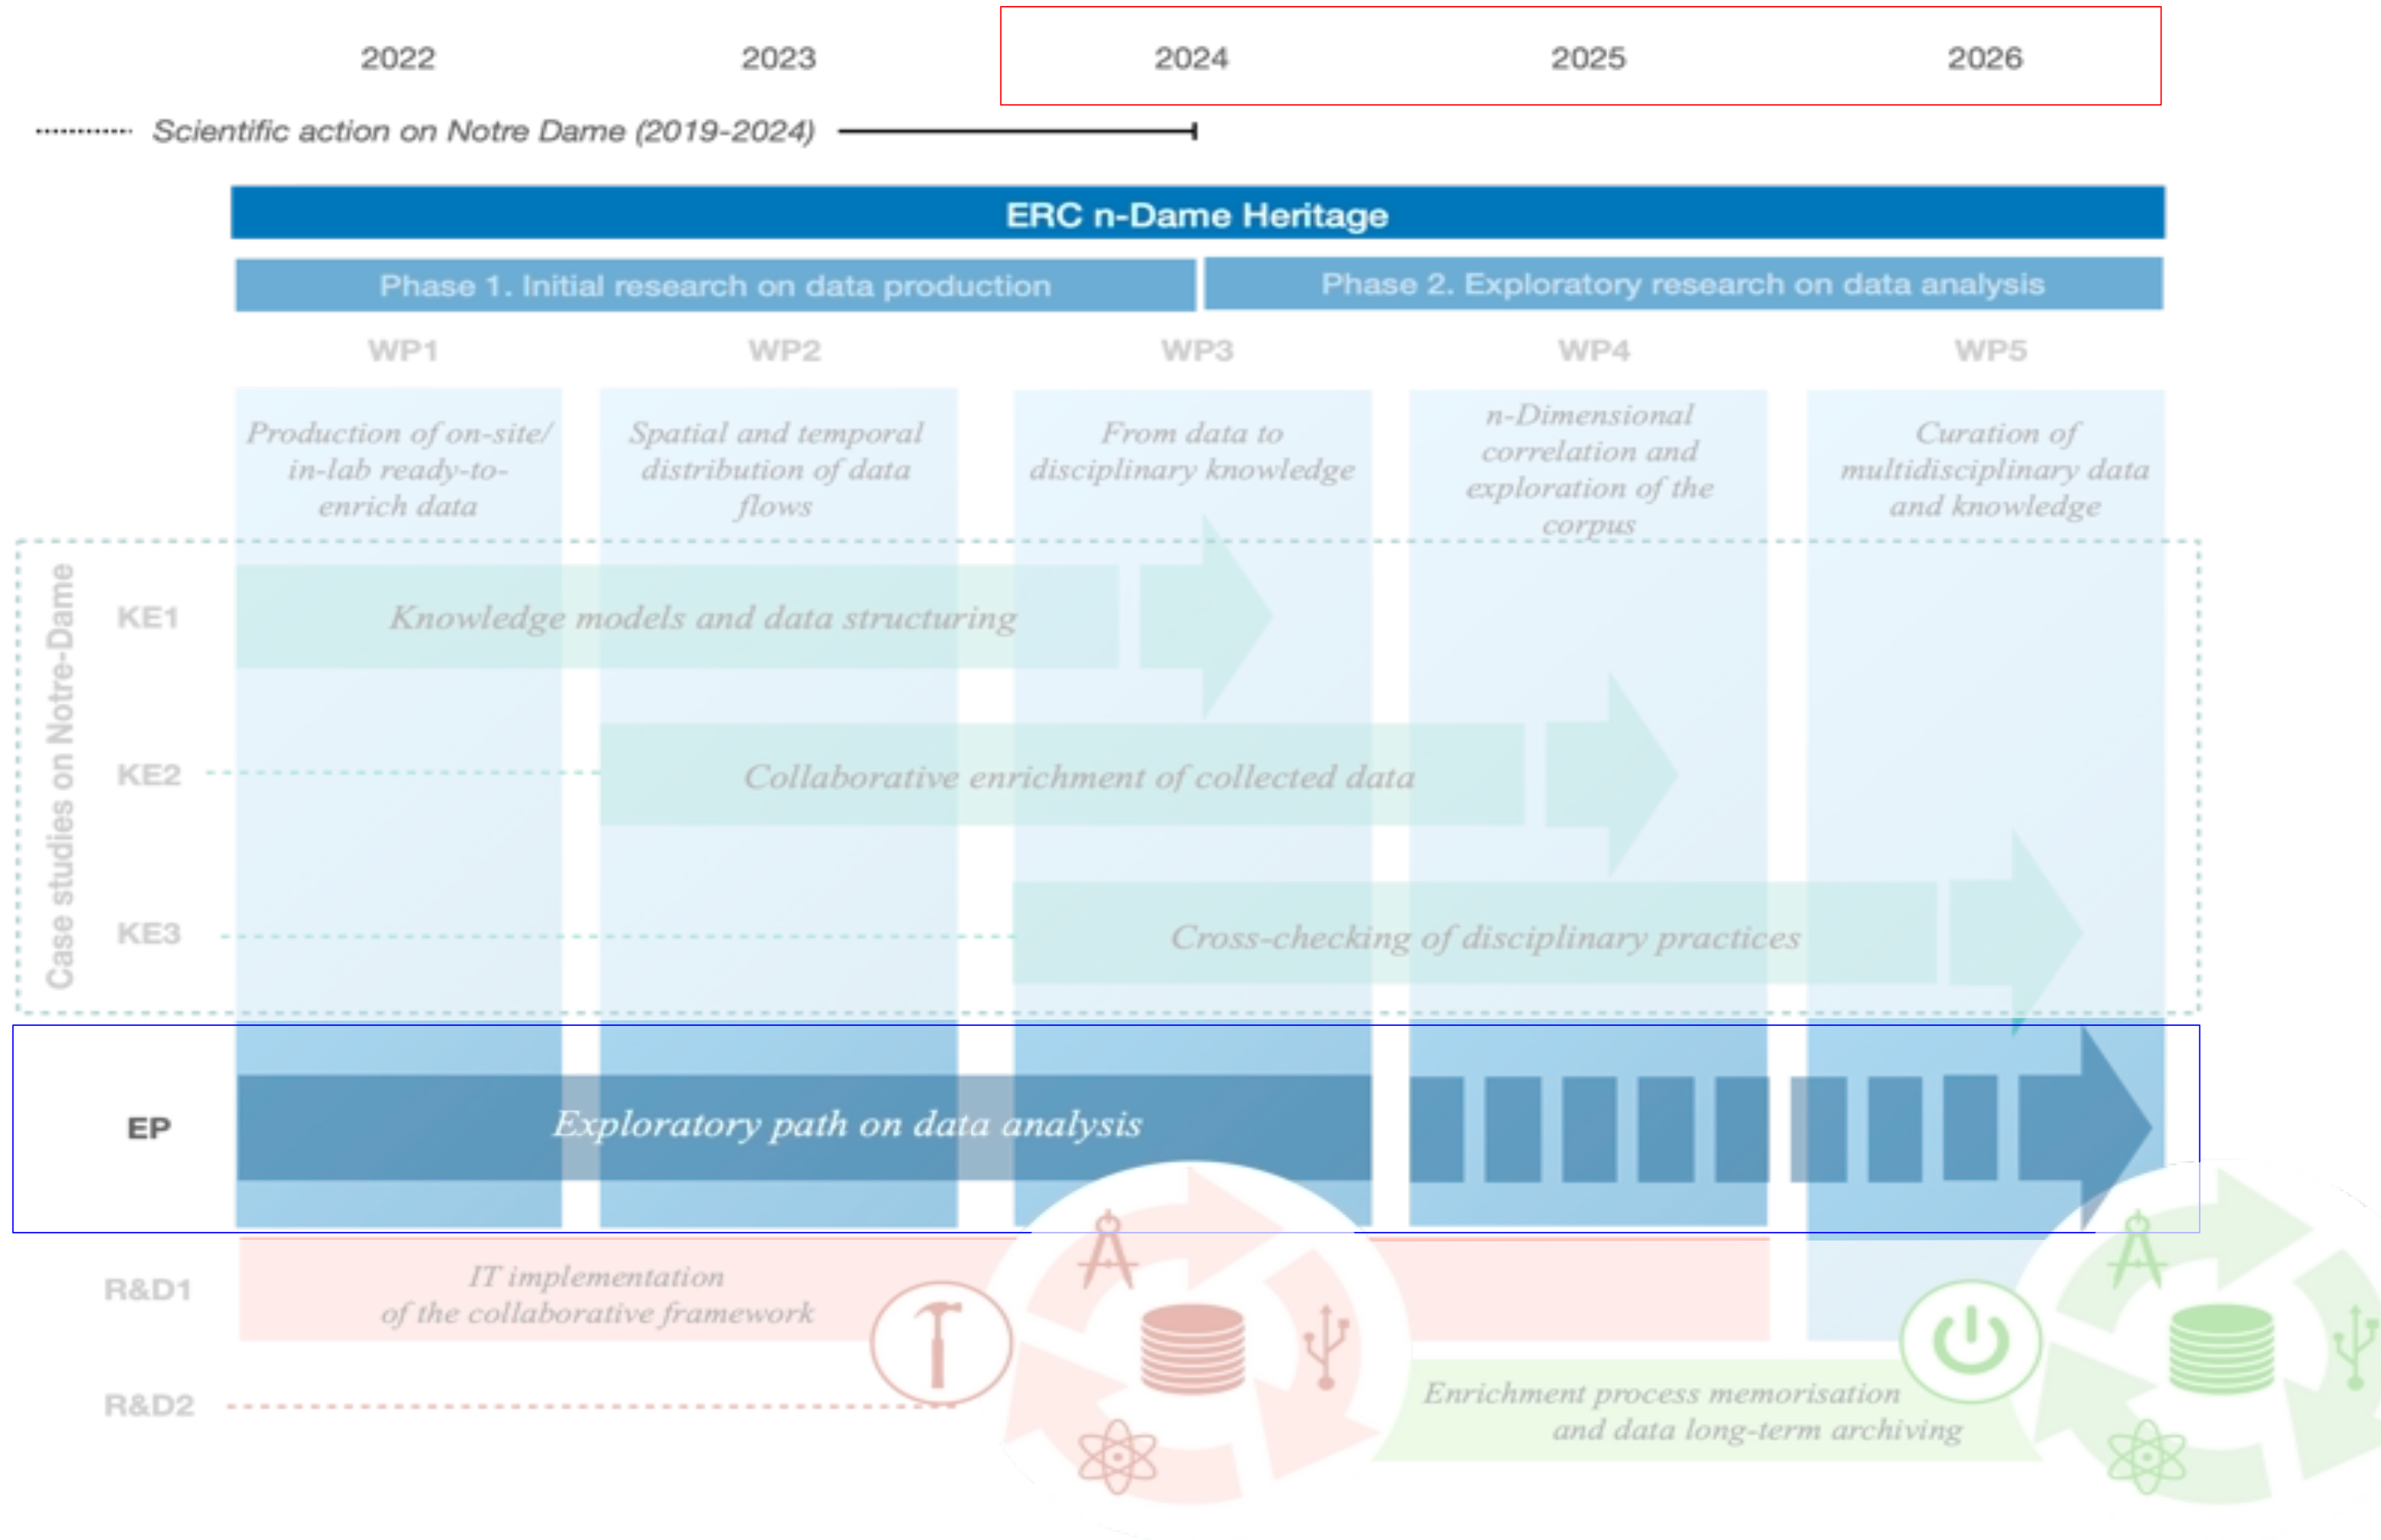 2022 2023 2024 2025 2026
Scientific action on Notre Dame (2019-2024)
ERC n-Dame Heritage
Phase 1. Initial research on data production
Phase 2. Exploratory research on data analysis
WP1 WP2 WP3 WP4 WP5
Production of on-site/
in-lab ready-to-
enrich data
Spatial and temporal
distribution of data
flows
From data to
disciplinary knowledge
n-Dimensional
correlation and
exploration of the
corpus
Curation of
multidisciplinary data
and knowledge
Case studies on Notre-Dame
KE1
Knowledge models and data structuring
KE2
Collaborative enrichment of collected data
KE3
Cross-checking of disciplinary practices
EP
Exploratory path on data analysis
R&D1
IT implementation
of the collaborative framework
R&D2
Enrichment process memorisation
and data long-term archiving